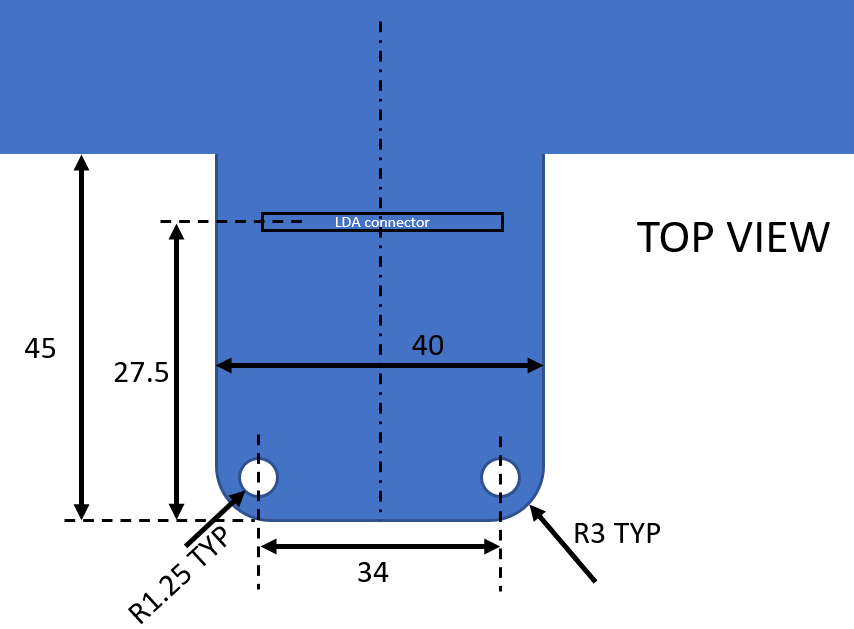 LDA connector
TOP VIEW
40
45
27.5
R1.25 TYP
R3 TYP
34